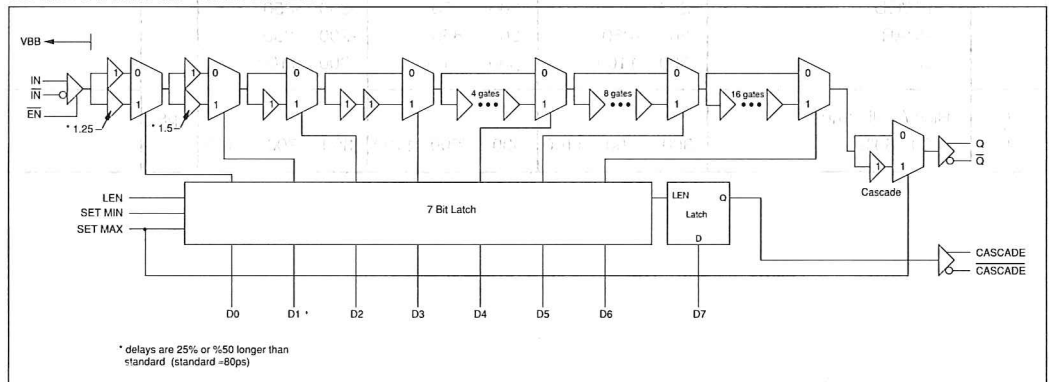 VBB
IN
IN
EN
1
1
0
1
* 1.25
1
1
0
1
* 1.5
1
0
1
1
1
0
1
4 gates
0
1
8 gates
0
1
16 gates
0
1
1
0
1
Cascade
Q
Q
LEN
SET MIN
SET MAX
7 Bit Latch
LEN Q
Latch
D
CASCADE
CASCADE
D0 D1 * D2 D3 D4 D5 D6 D7
* delays are 25% or %50 longer than
standard (standard ≈80ps)